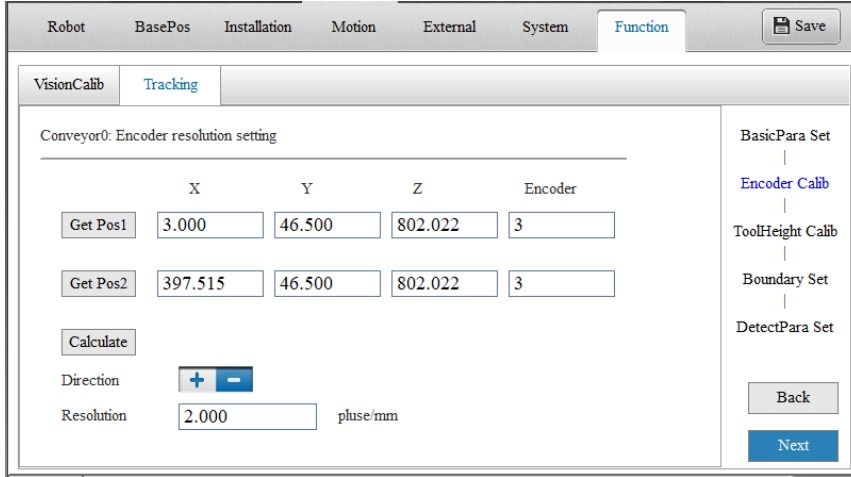 Robot BasePos Installation Motion External System Function Save
VisionCalib Tracking
Conveyor0: Encoder resolution setting
X Y Z Encoder
Get Pos1 3.000 46.500 802.022 3
Get Pos2 397.515 46.500 802.022 3
Calculate
Direction + -
Resolution 2.000 pluse/mm
BasicPara Set
Encoder Calib
ToolHeight Calib
Boundary Set
DetectPara Set
Back
Next